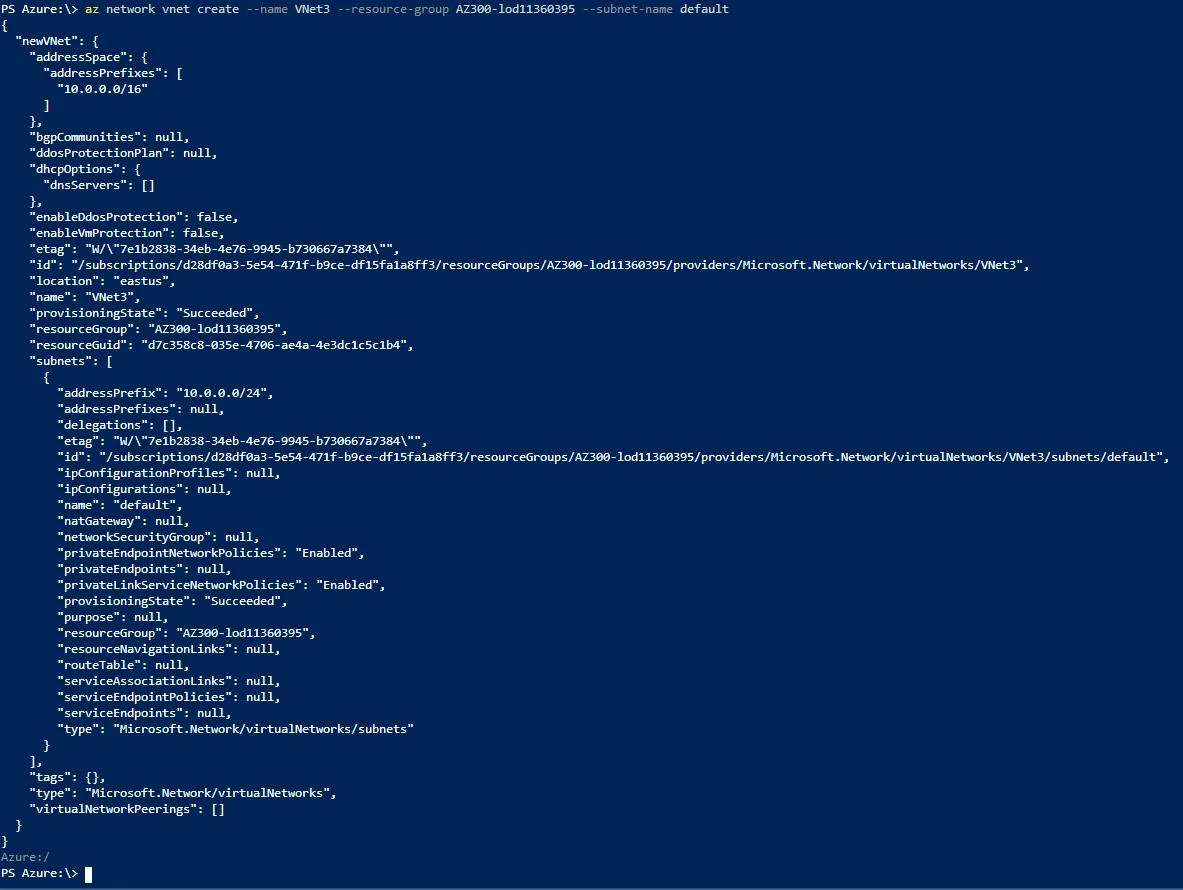 PS Azure:\> az network vnet create --name VNet3 --resource-group AZ300-lod11360395 --subnet-name default
{
  "newVNet": {
    "addressSpace": {
      "addressPrefixes": [
        "10.0.0.0/16"
      ]
    },
    "bgpCommunities": null,
    "ddosProtectionPlan": null,
    "dhcpOptions": {
      "dnsServers": []
    },
    "enableDdosProtection": false,
    "enableVmProtection": false,
    "etag": "W/\"7e1b2838-34eb-4e76-9945-b730667a7384\"",
    "id": "/subscriptions/d28df0a3-5e54-471f-b9ce-df15fa1a8ff3/resourceGroups/AZ300-lod11360395/providers/Microsoft.Network/virtualNetworks/VNet3",
    "location": "eastus",
    "name": "VNet3",
    "provisioningState": "Succeeded",
    "resourceGroup": "AZ300-lod11360395",
    "resourceGuid": "d7c358c8-035e-4706-ae4a-4e3dc1c5c1b4",
    "subnets": [
      {
        "addressPrefix": "10.0.0.0/24",
        "addressPrefixes": null,
        "delegations": [],
        "etag": "W/\"7e1b2838-34eb-4e76-9945-b730667a7384\"",
        "id": "/subscriptions/d28df0a3-5e54-471f-b9ce-df15fa1a8ff3/resourceGroups/AZ300-lod11360395/providers/Microsoft.Network/virtualNetworks/VNet3/subnets/default",
        "ipConfigurationProfiles": null,
        "ipConfigurations": null,
        "name": "default",
        "natGateway": null,
        "networkSecurityGroup": null,
        "privateEndpointNetworkPolicies": "Enabled",
        "privateEndpoints": null,
        "privateLinkServiceNetworkPolicies": "Enabled",
        "provisioningState": "Succeeded",
        "purpose": null,
        "resourceGroup": "AZ300-lod11360395",
        "resourceNavigationLinks": null,
        "routeTable": null,
        "serviceAssociationLinks": null,
        "serviceEndpointPolicies": null,
        "serviceEndpoints": null,
        "type": "Microsoft.Network/virtualNetworks/subnets"
      }
    ],
    "tags": {},
    "type": "Microsoft.Network/virtualNetworks",
    "virtualNetworkPeerings": []
  }
}
Azure:/
PS Azure:\>